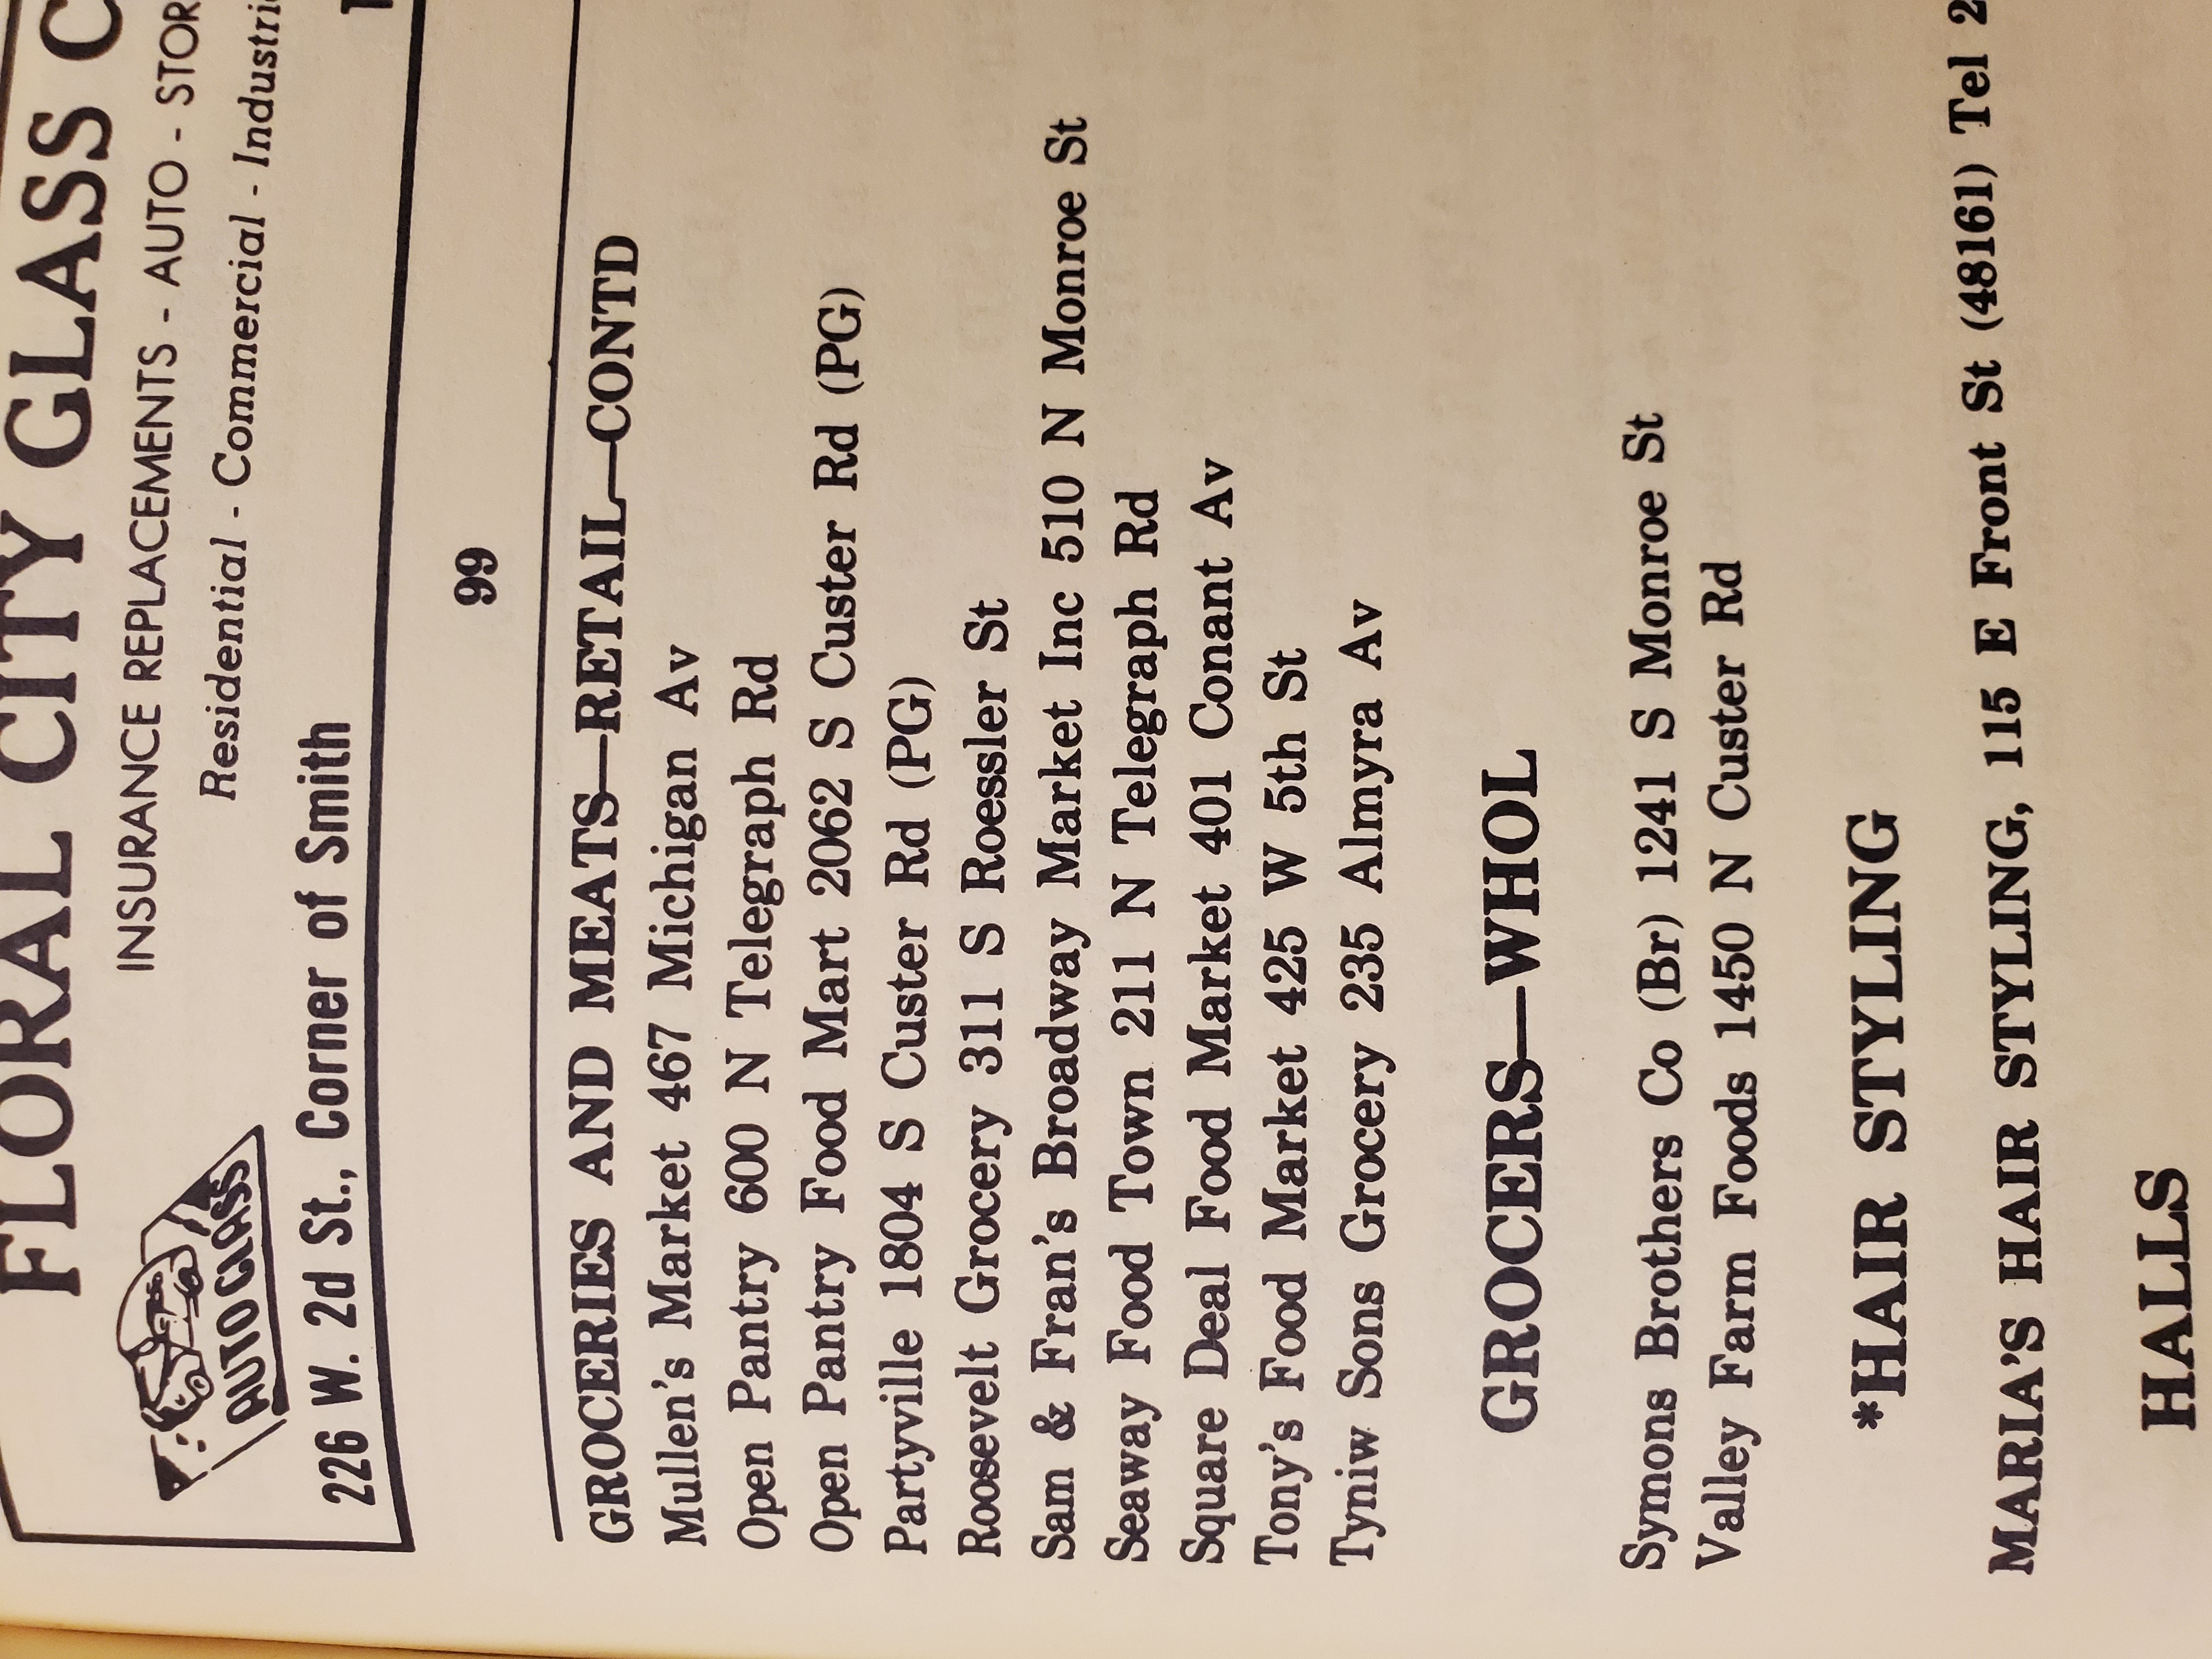 FLORAL CITY GLASS C
INSURANCE REPLACEMENTS - AUTO - STOR
Residential - Commercial - Industri
AUTO GLASS
226 W. 2d St., Corner of Smith
99
GROCERIES AND MEATS—RETAIL—CONTD
Mullen's Market 467 Michigan Av
Open Pantry 600 N Telegraph Rd
Open Pantry Food Mart 2062 S Custer Rd (PG)
Partyville 1804 S Custer Rd (PG)
Roosevelt Grocery 311 S Roessler St
Sam & Fran's Broadway Market Inc 510 N Monroe St
Seaway Food Town 211 N Telegraph Rd
Square Deal Food Market 401 Conant Av
Tony's Food Market 425 W 5th St
Tyniw Sons Grocery 235 Almyra Av
GROCERS—WHOL
Symons Brothers Co (Br) 1241 S Monroe St
Valley Farm Foods 1450 N Custer Rd
*HAIR STYLING
MARIA'S HAIR STYLING, 115 E Front St (48161) Tel 2
HALLS